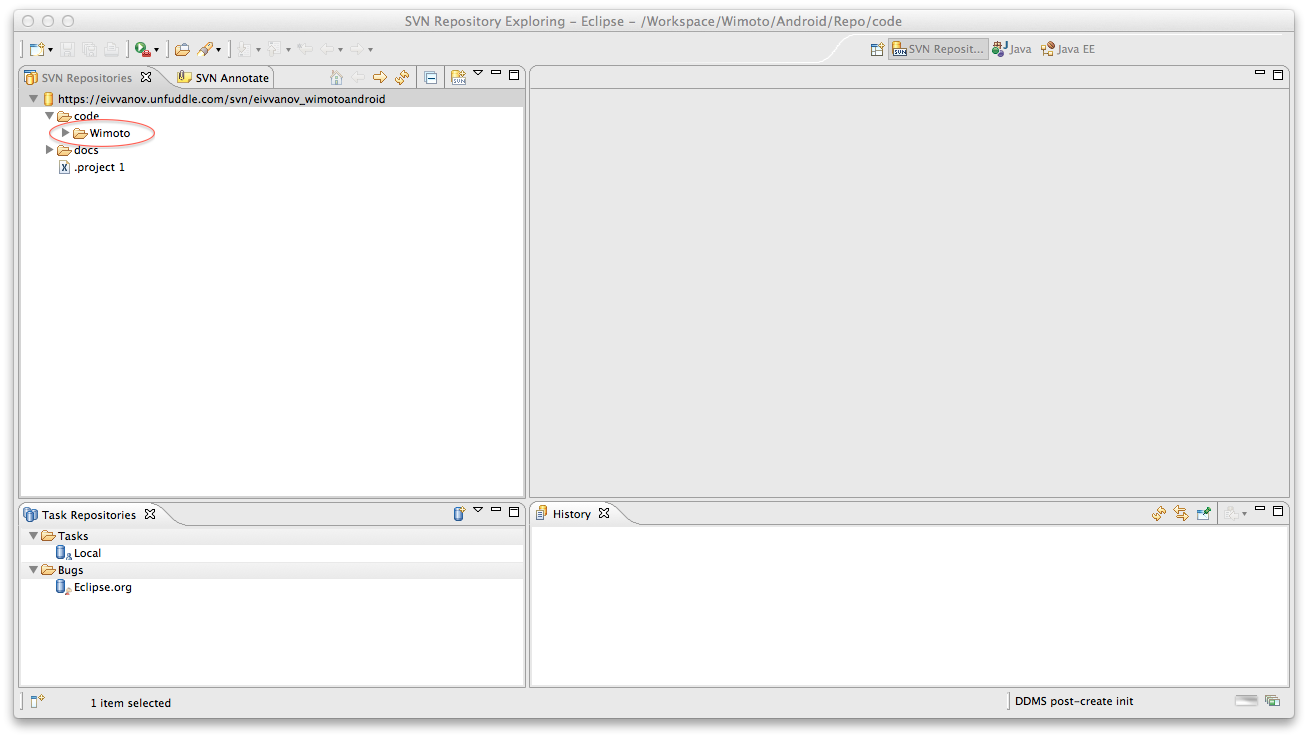 SVN Repository Exploring – Eclipse – /Workspace/Wimoto/Android/Repo/code
SVN Reposit... Java Java EE
SVN Repositories SVN Annotate
https://eivvanov.unfuddle.com/svn/eivvanov_wimotoandroid
code
Wimoto
docs
.project 1
Task Repositories
Tasks
Local
Bugs
Eclipse.org
History
1 item selected
DDMS post-create init